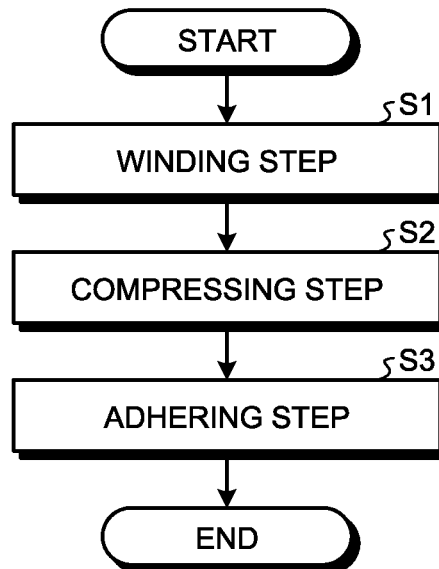 START
S1
WINDING STEP
S2
COMPRESSING STEP
S3
ADHERING STEP
END